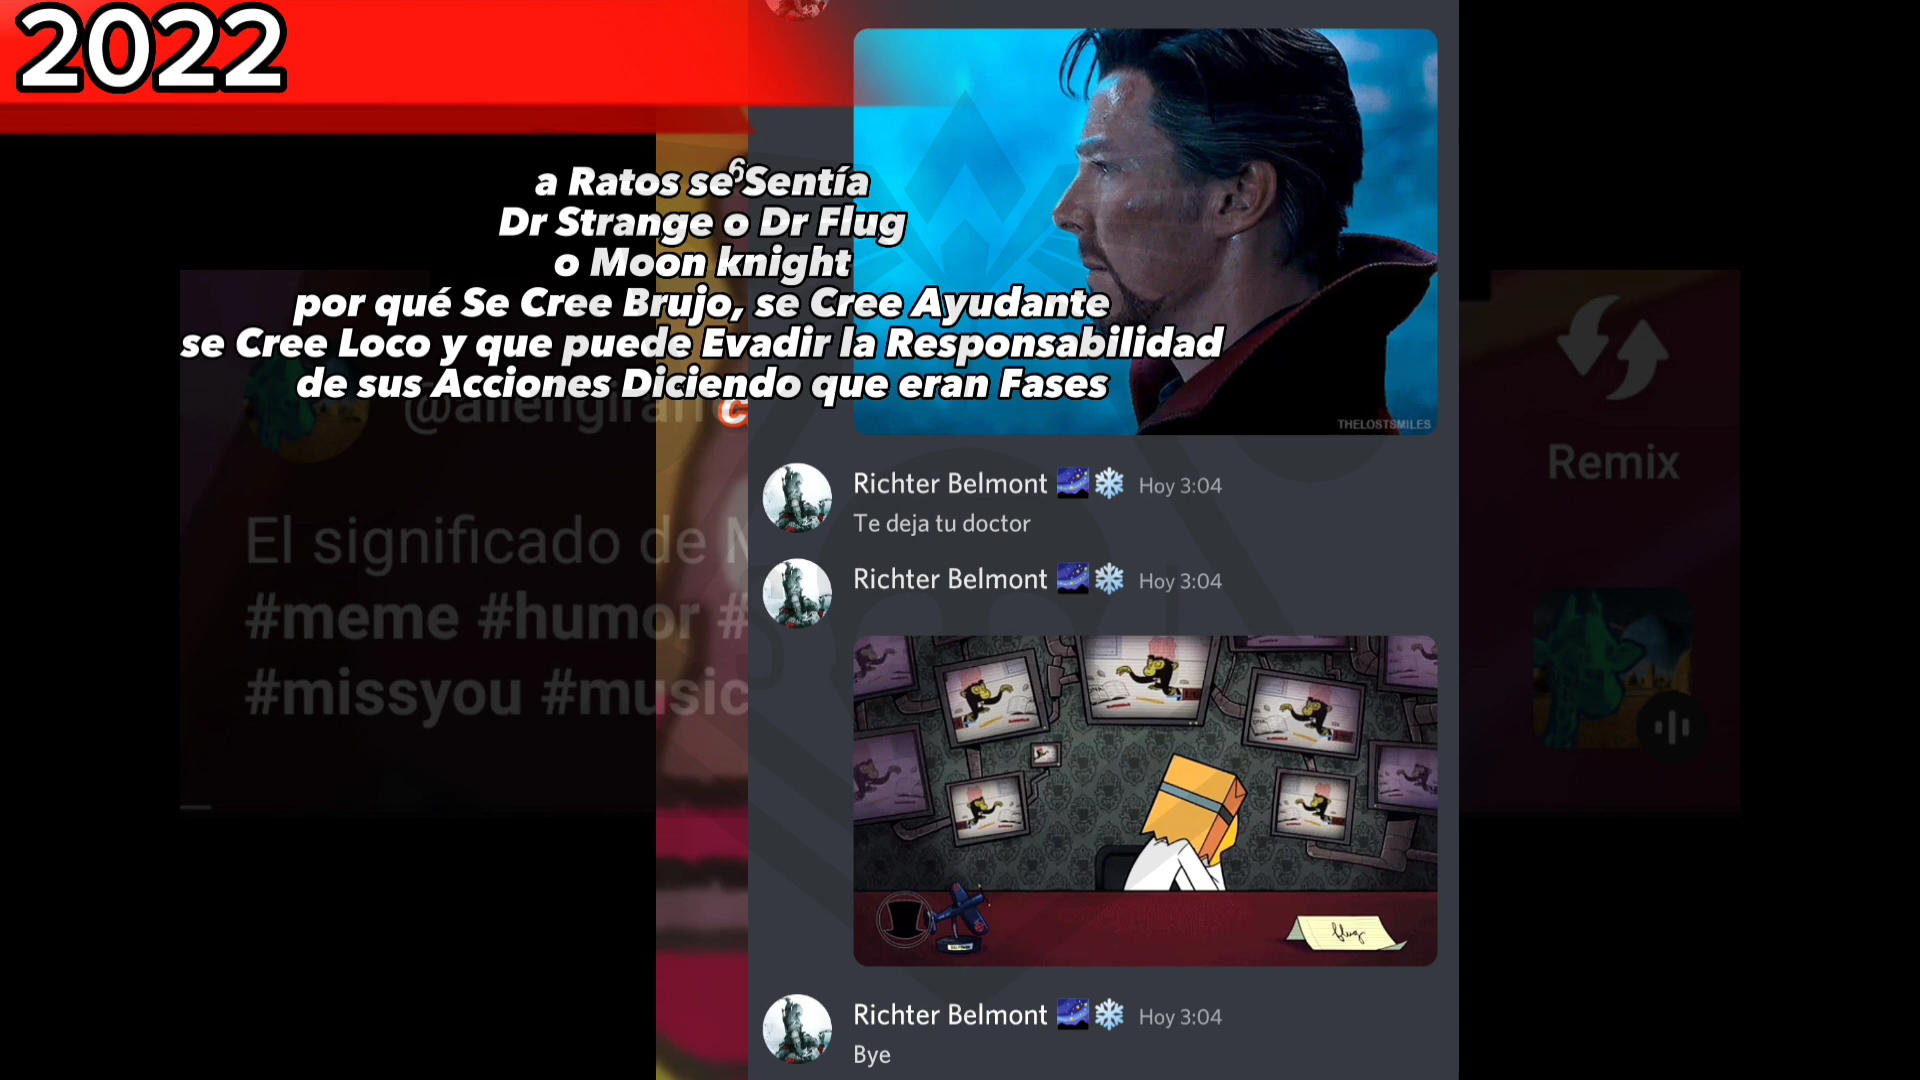 2022
a Ratos se Sentía
Dr Strange o Dr Flug
o Moon knight
por qué Se Cree Brujo, se Cree Ayudante
se Cree Loco y que puede Evadir la Responsabilidad
de sus Acciones Diciendo que eran Fases
6
THELOSTSMILES
El significado de
#meme #humor #
#missyou #music
Remix
Richter Belmont Hoy 3:04
Te deja tu doctor
Richter Belmont Hoy 3:04
flug
Richter Belmont Hoy 3:04
Bye